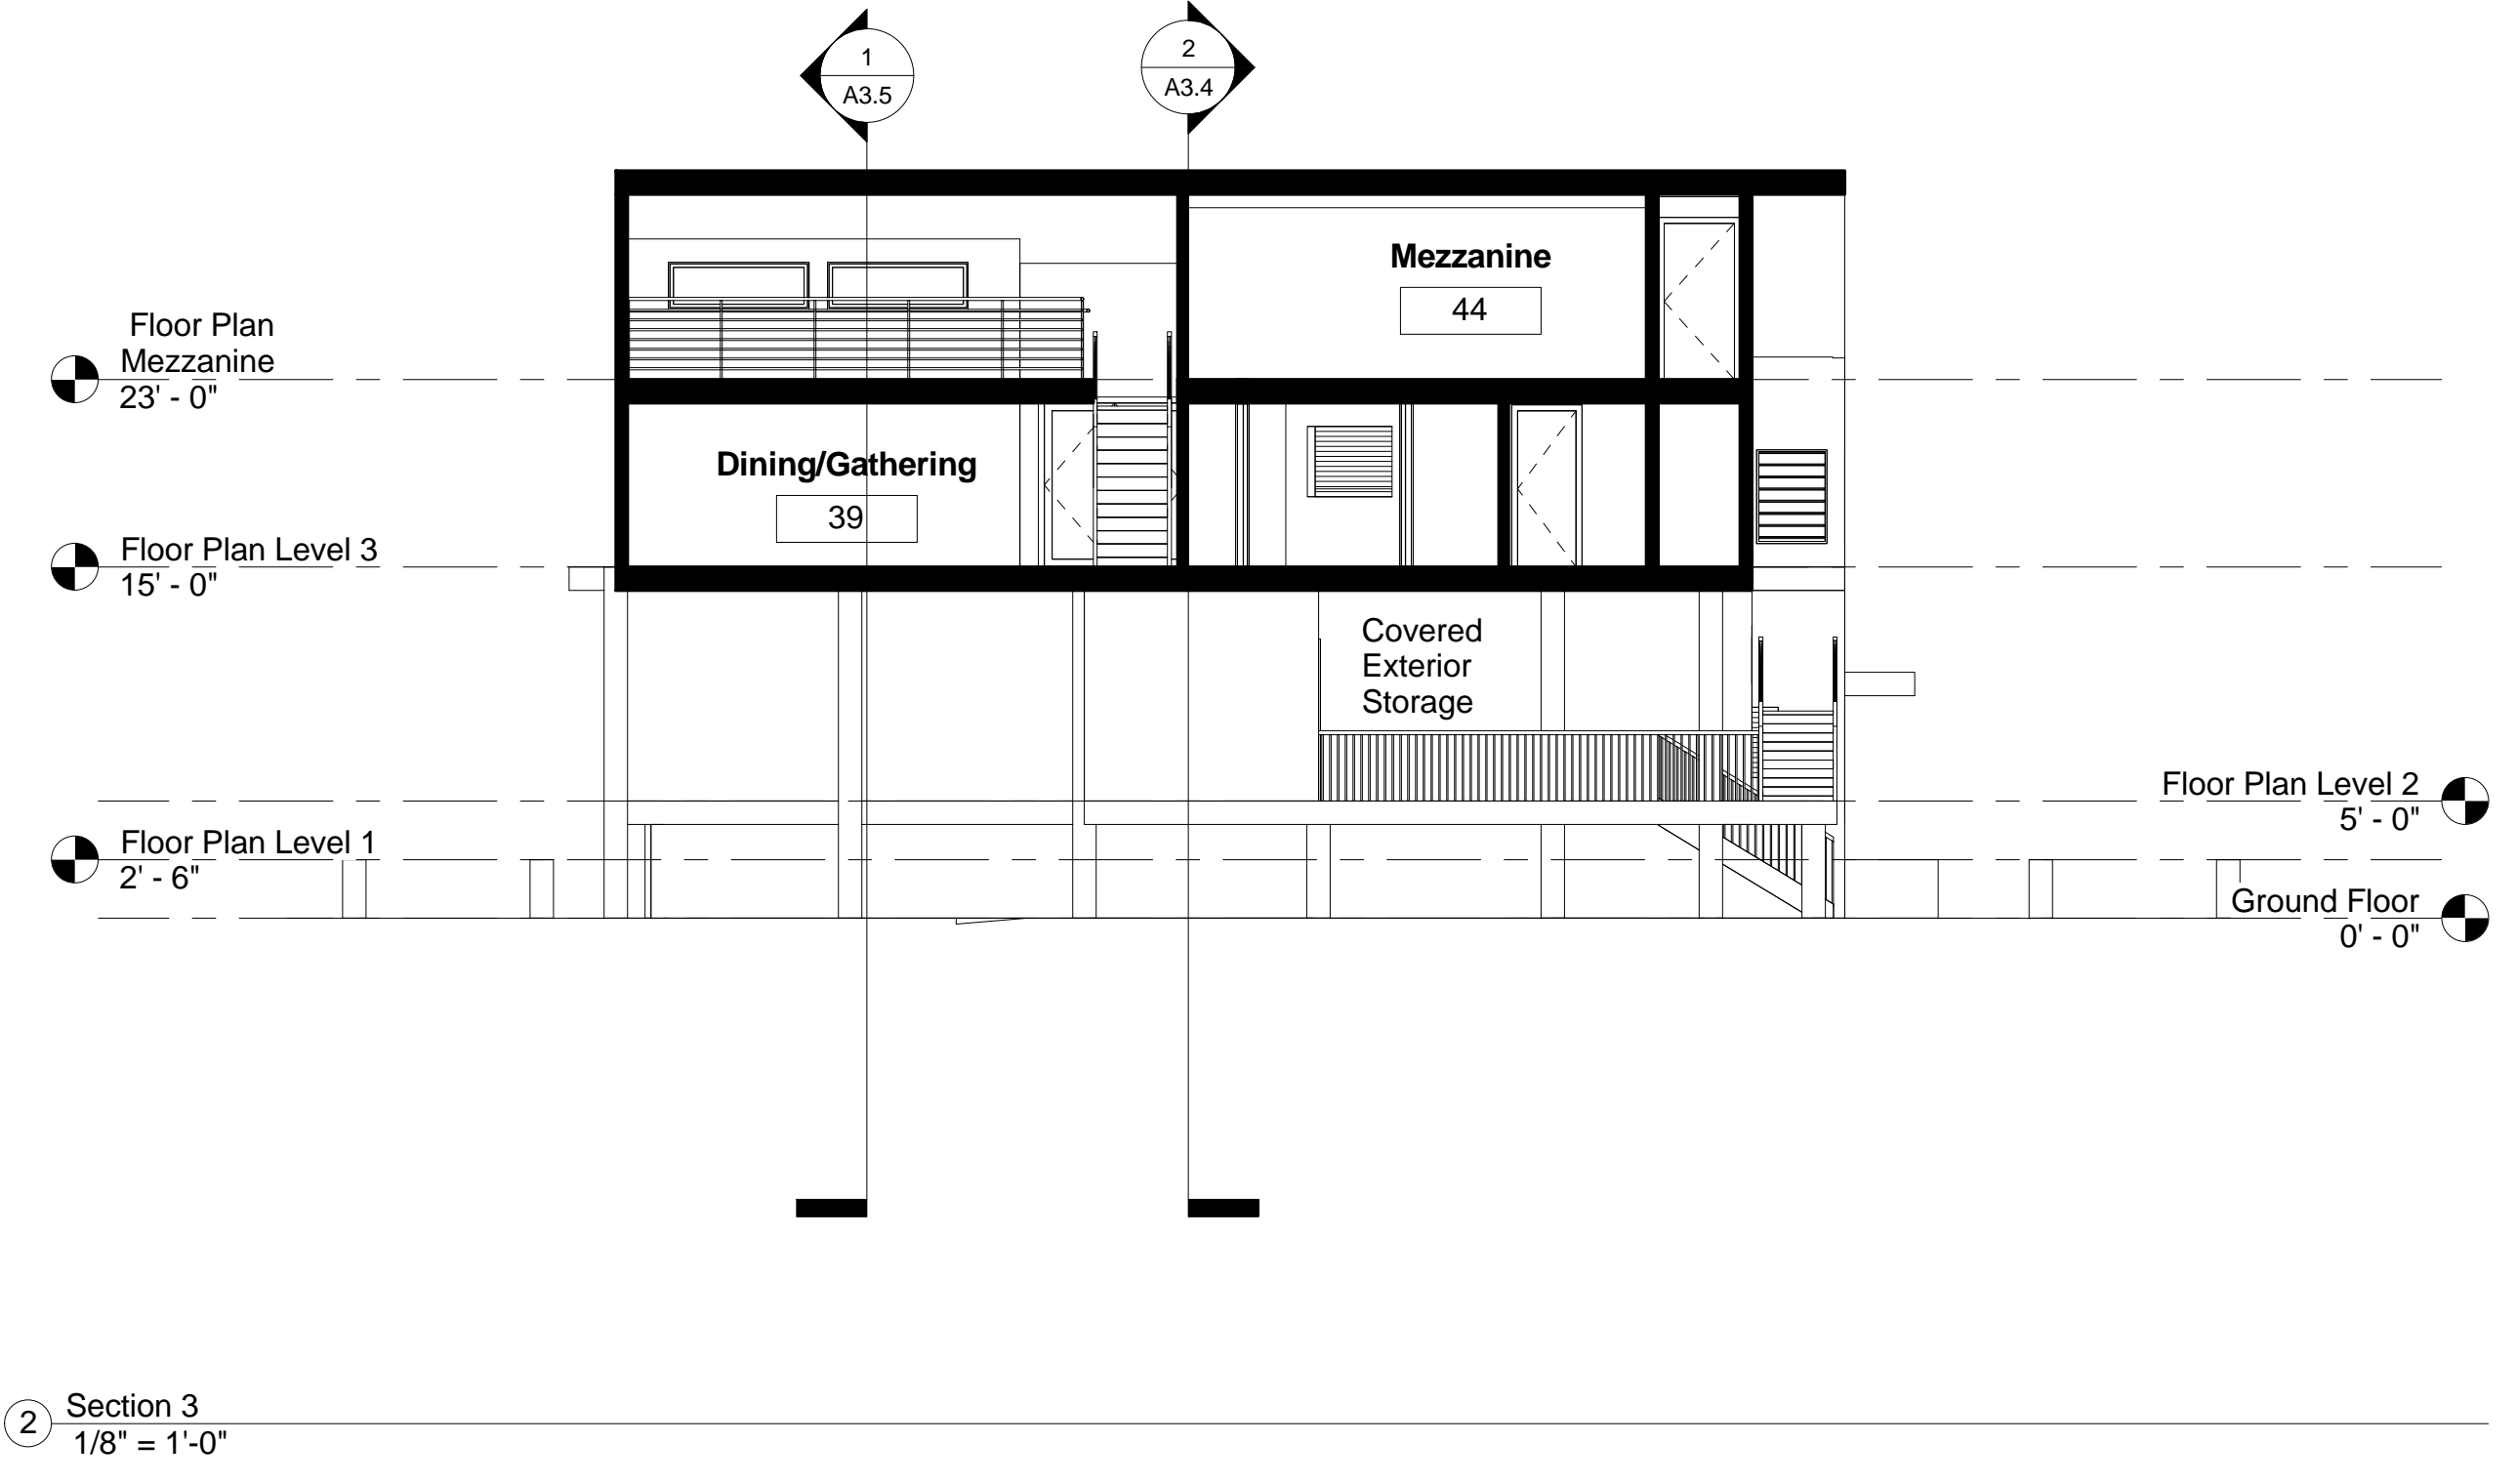 1
A3.5
2
A3.4
Mezzanine
44
Floor Plan
Mezzanine
23' - 0"
Dining/Gathering
39
Floor Plan Level 3
15' - 0"
Covered
Exterior
Storage
Floor Plan Level 2
5' - 0"
Floor Plan Level 1
2' - 6"
Ground Floor
0' - 0"
2
Section 3
1/8" = 1'-0"